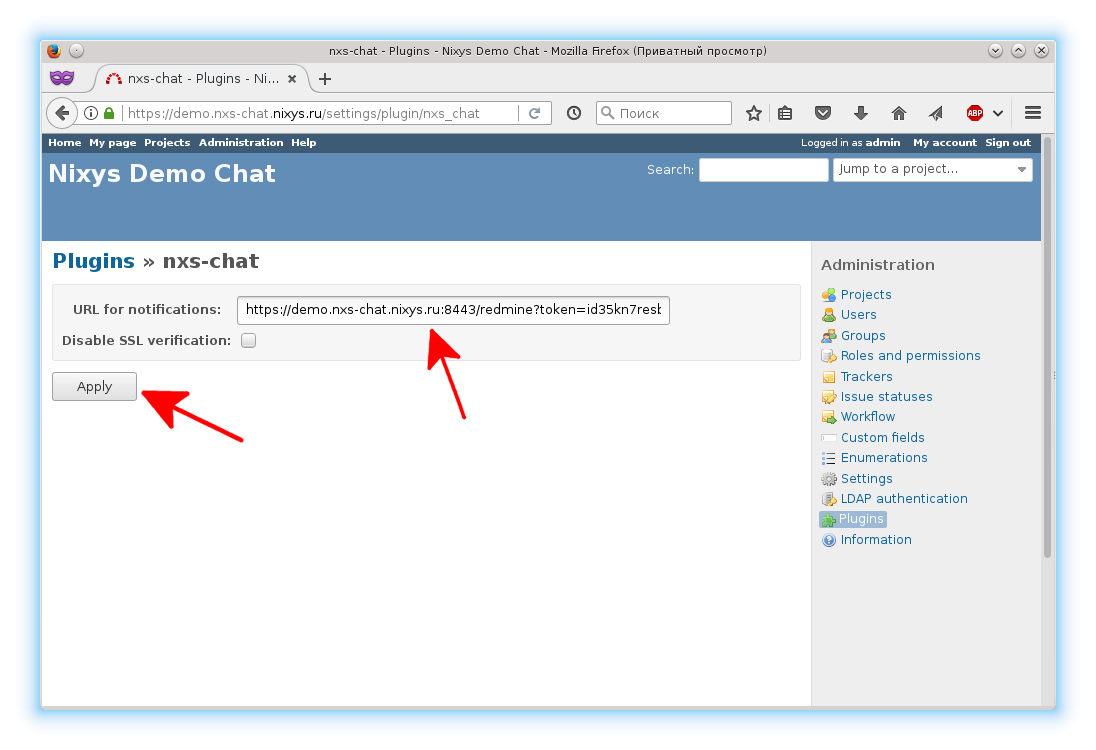 nxs-chat - Plugins - Nixys Demo Chat - Mozilla Firefox (Приватный просмотр)
nxs-chat - Plugins - Ni...
https://demo.nxs-chat.nixys.ru/settings/plugin/nxs_chat
Поиск
ABP
Home My page Projects Administration Help
Logged in as admin My account Sign out
Nixys Demo Chat
Search:
Jump to a project...
Plugins » nxs-chat
URL for notifications: https://demo.nxs-chat.nixys.ru:8443/redmine?token=id35kn7rest
Disable SSL verification:
Apply
Administration
Projects
Users
Groups
Roles and permissions
Trackers
Issue statuses
Workflow
Custom fields
Enumerations
Settings
LDAP authentication
Plugins
Information